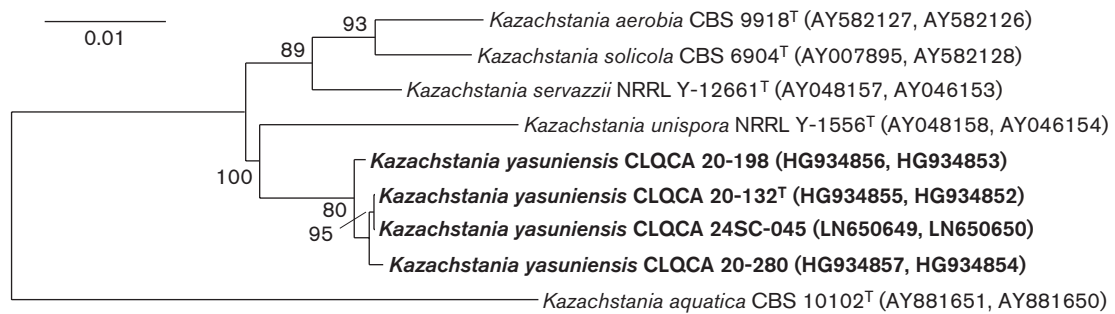 0.01
93
Kazachstania aerobia CBS 9918ᵀ (AY582127, AY582126)
89
Kazachstania solicola CBS 6904ᵀ (AY007895, AY582128)
Kazachstania servazzii NRRL Y-12661ᵀ (AY048157, AY046153)
Kazachstania unispora NRRL Y-1556ᵀ (AY048158, AY046154)
100
Kazachstania yasuniensis CLQCA 20-198 (HG934856, HG934853)
Kazachstania yasuniensis CLQCA 20-132ᵀ (HG934855, HG934852)
80
95
Kazachstania yasuniensis CLQCA 24SC-045 (LN650649, LN650650)
Kazachstania yasuniensis CLQCA 20-280 (HG934857, HG934854)
Kazachstania aquatica CBS 10102ᵀ (AY881651, AY881650)